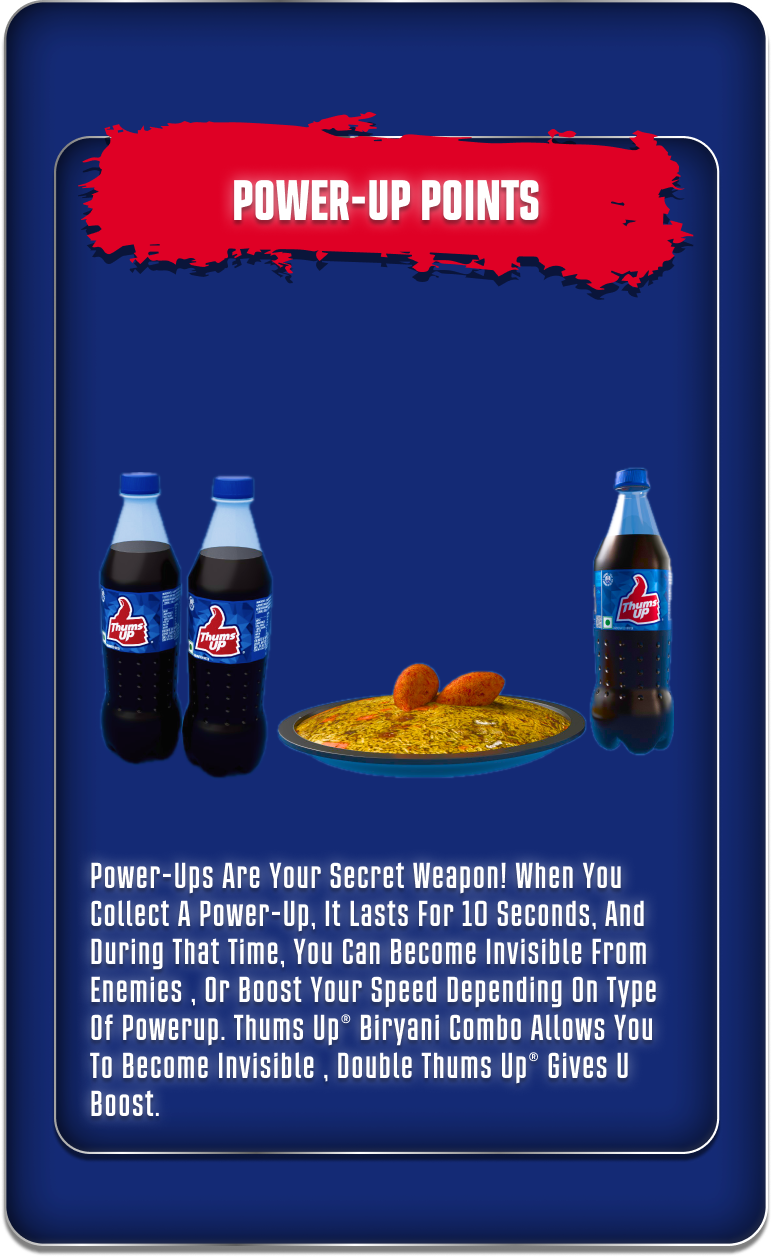 POWER-UP POINTS
Thums
UP
Thums
UP
Thums
UP
Power-Ups Are Your Secret Weapon! When You
Collect A Power-Up, It Lasts For 10 Seconds, And
During That Time, You Can Become Invisible From
Enemies , Or Boost Your Speed Depending On Type
Of Powerup. Thums Up® Biryani Combo Allows You
To Become Invisible , Double Thums Up® Gives U
Boost.